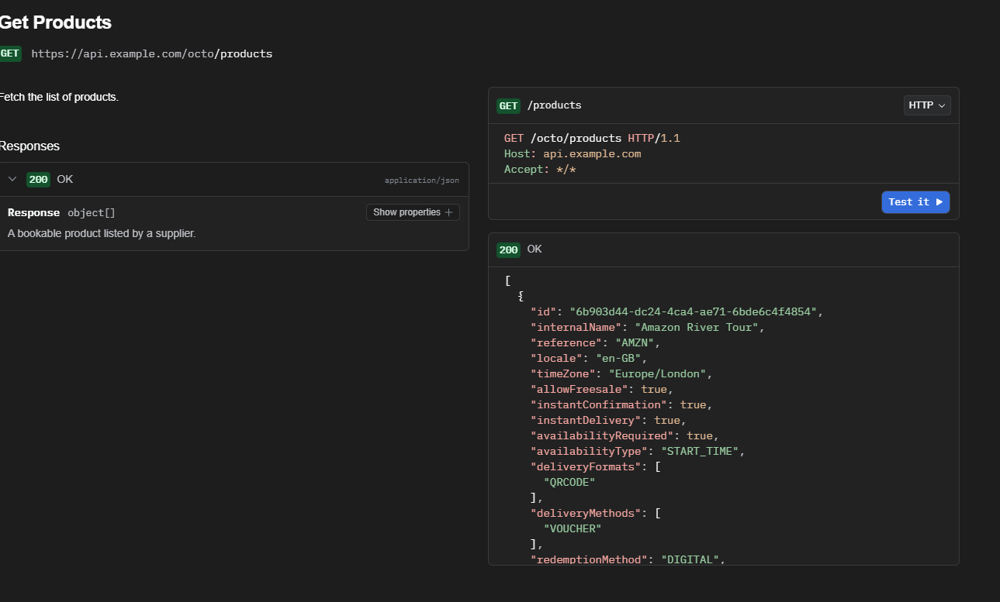 Get Products
GET https://api.example.com/octo/products
Fetch the list of products.
Responses
200 OK application/json
Response object[] Show properties
A bookable product listed by a supplier.
GET /products HTTP
GET /octo/products HTTP/1.1
Host: api.example.com
Accept: */*
Test it
200 OK
[
{
"id": "6b903d44-dc24-4ca4-ae71-6bde6c4f4854",
"internalName": "Amazon River Tour",
"reference": "AMZN",
"locale": "en-GB",
"timeZone": "Europe/London",
"allowFreesale": true,
"instantConfirmation": true,
"instantDelivery": true,
"availabilityRequired": true,
"availabilityType": "START_TIME",
"deliveryFormats": [
"QRCODE"
],
"deliveryMethods": [
"VOUCHER"
],
"redemptionMethod": "DIGITAL",